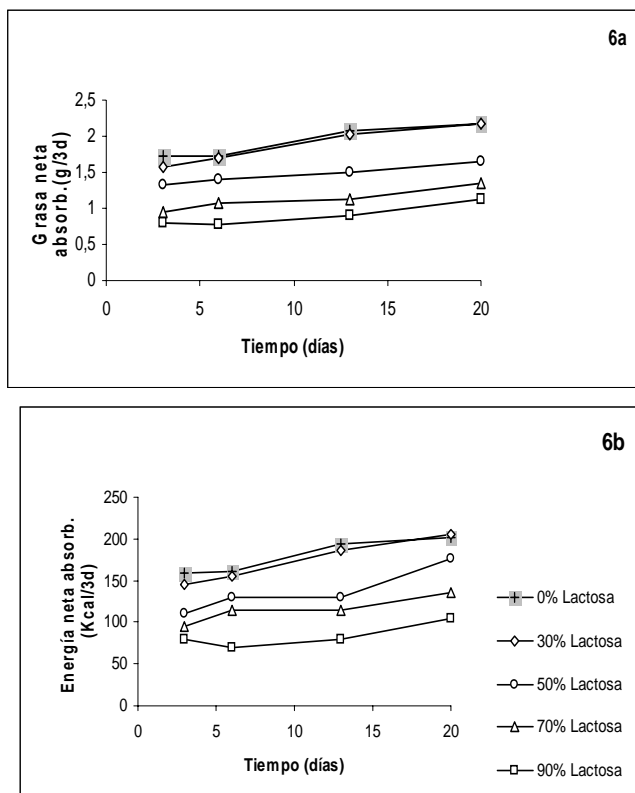 6a
Grasa neta
absorb.(g/3d)
2,5
2
1,5
1
0,5
0
0 5 10 15 20
Tiempo (días)
6b
Energía neta absorb.
(Kcal/3d)
250
200
150
100
50
0
0 5 10 15 20
Tiempo (días)
0% Lactosa
30% Lactosa
50% Lactosa
70% Lactosa
90% Lactosa